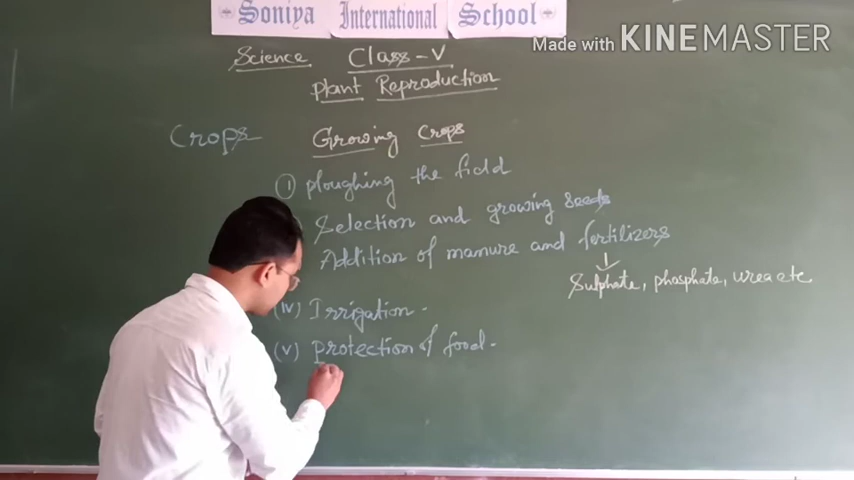 Soniya International School
Made with KINEMASTER
Science Class-V
Plant Reproduction
Crops Growing Crops
(i) ploughing the field
Selection and growing seeds
Addition of manure and fertilizers
Sulphate, phosphate, urea etc
(iv) Irrigation.
(v) Protection of food.